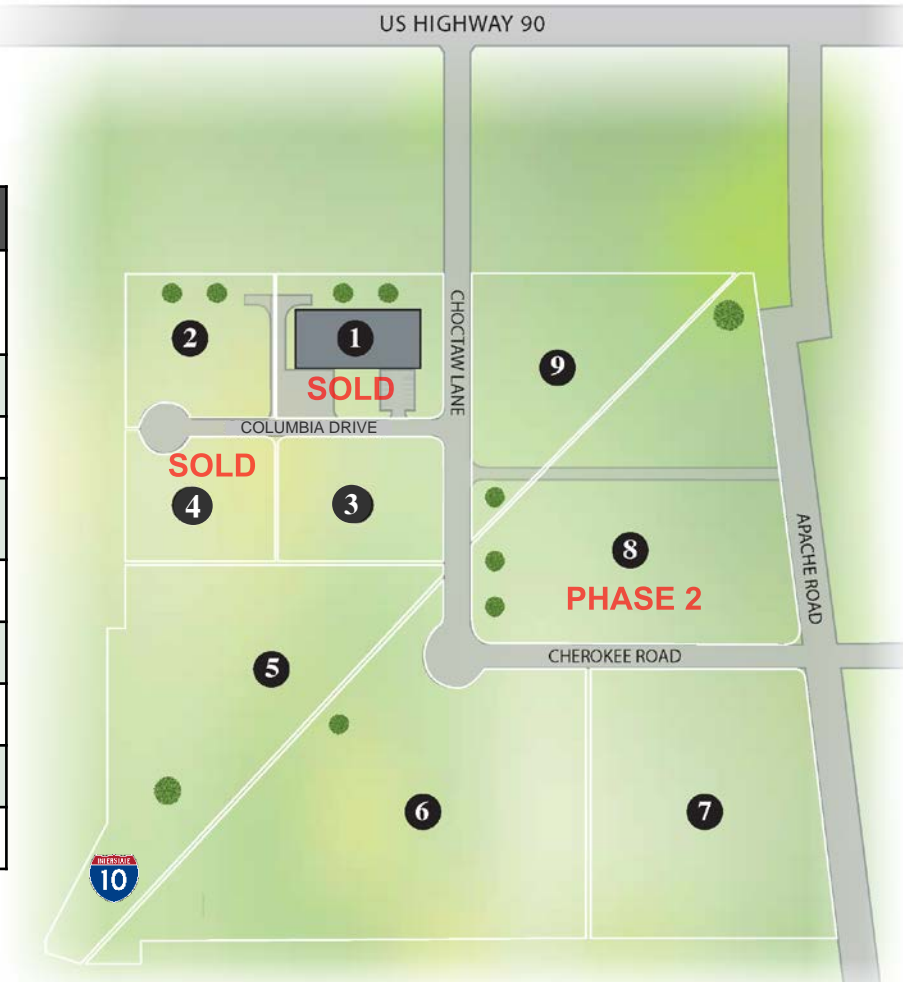 US HIGHWAY 90
CHOCTAW LANE
2
1
SOLD
9
COLUMBIA DRIVE
SOLD
4
3
8
PHASE 2
APACHE ROAD
CHEROKEE ROAD
5
6
7
INTERSTATE
10